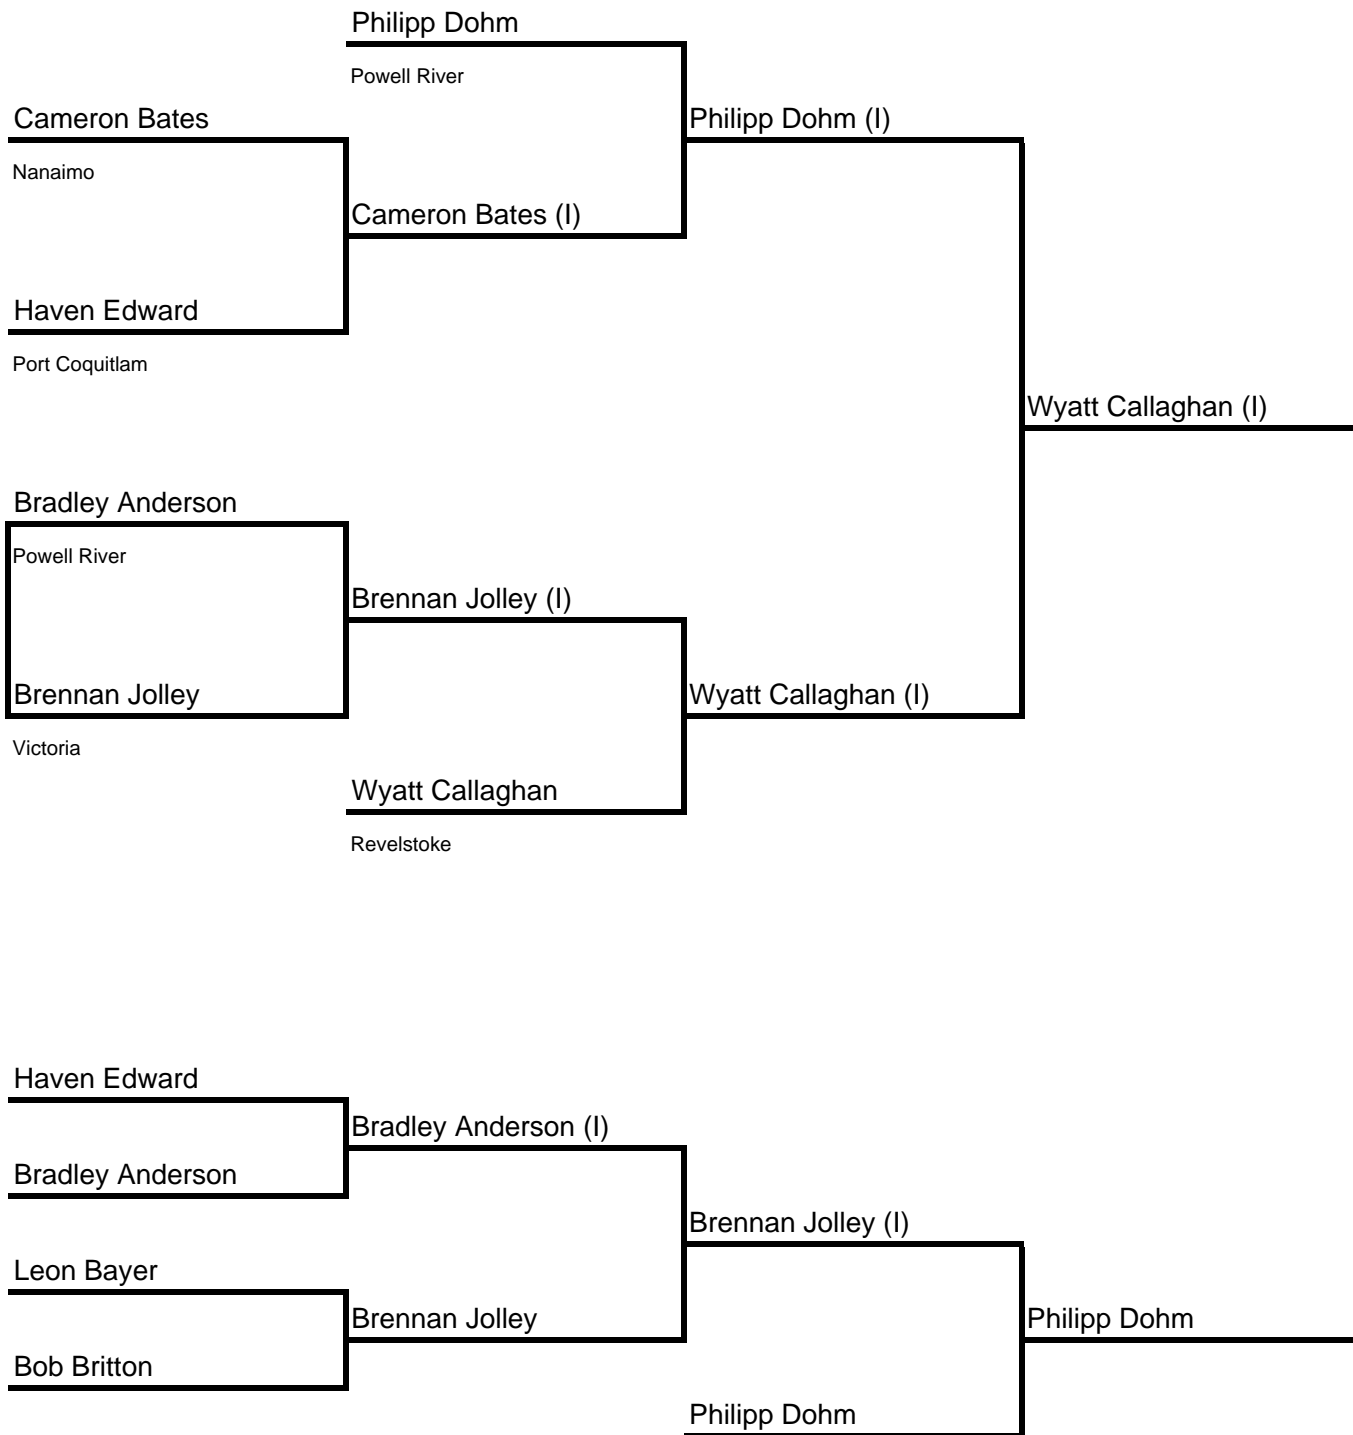 Philipp Dohm
Powell River
Cameron Bates
Philipp Dohm (I)
Nanaimo
Cameron Bates (I)
Haven Edward
Port Coquitlam
Wyatt Callaghan (I)
Bradley Anderson
Powell River
Brennan Jolley (I)
Brennan Jolley
Wyatt Callaghan (I)
Victoria
Wyatt Callaghan
Revelstoke
Haven Edward
Bradley Anderson (I)
Bradley Anderson
Brennan Jolley (I)
Leon Bayer
Brennan Jolley
Philipp Dohm
Bob Britton
Philipp Dohm